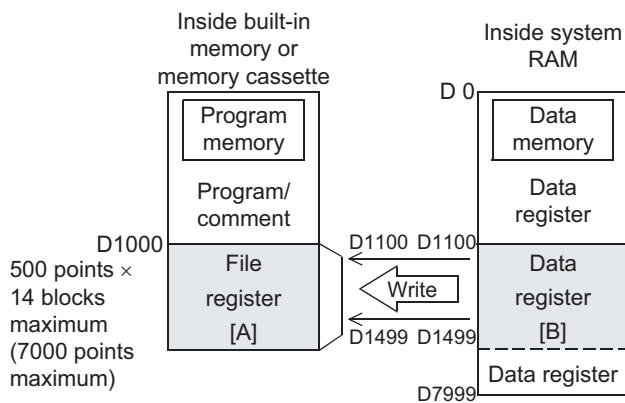 Inside built-in
memory or
memory cassette
Program
memory
Program/
comment
D1000
500 points ×
14 blocks
maximum
(7000 points
maximum)
File
register
[A]
D1100 D1100
Write
D1499 D1499
Inside system
RAM
D 0
Data
memory
Data
register
Data
register
[B]
Data register
D7999